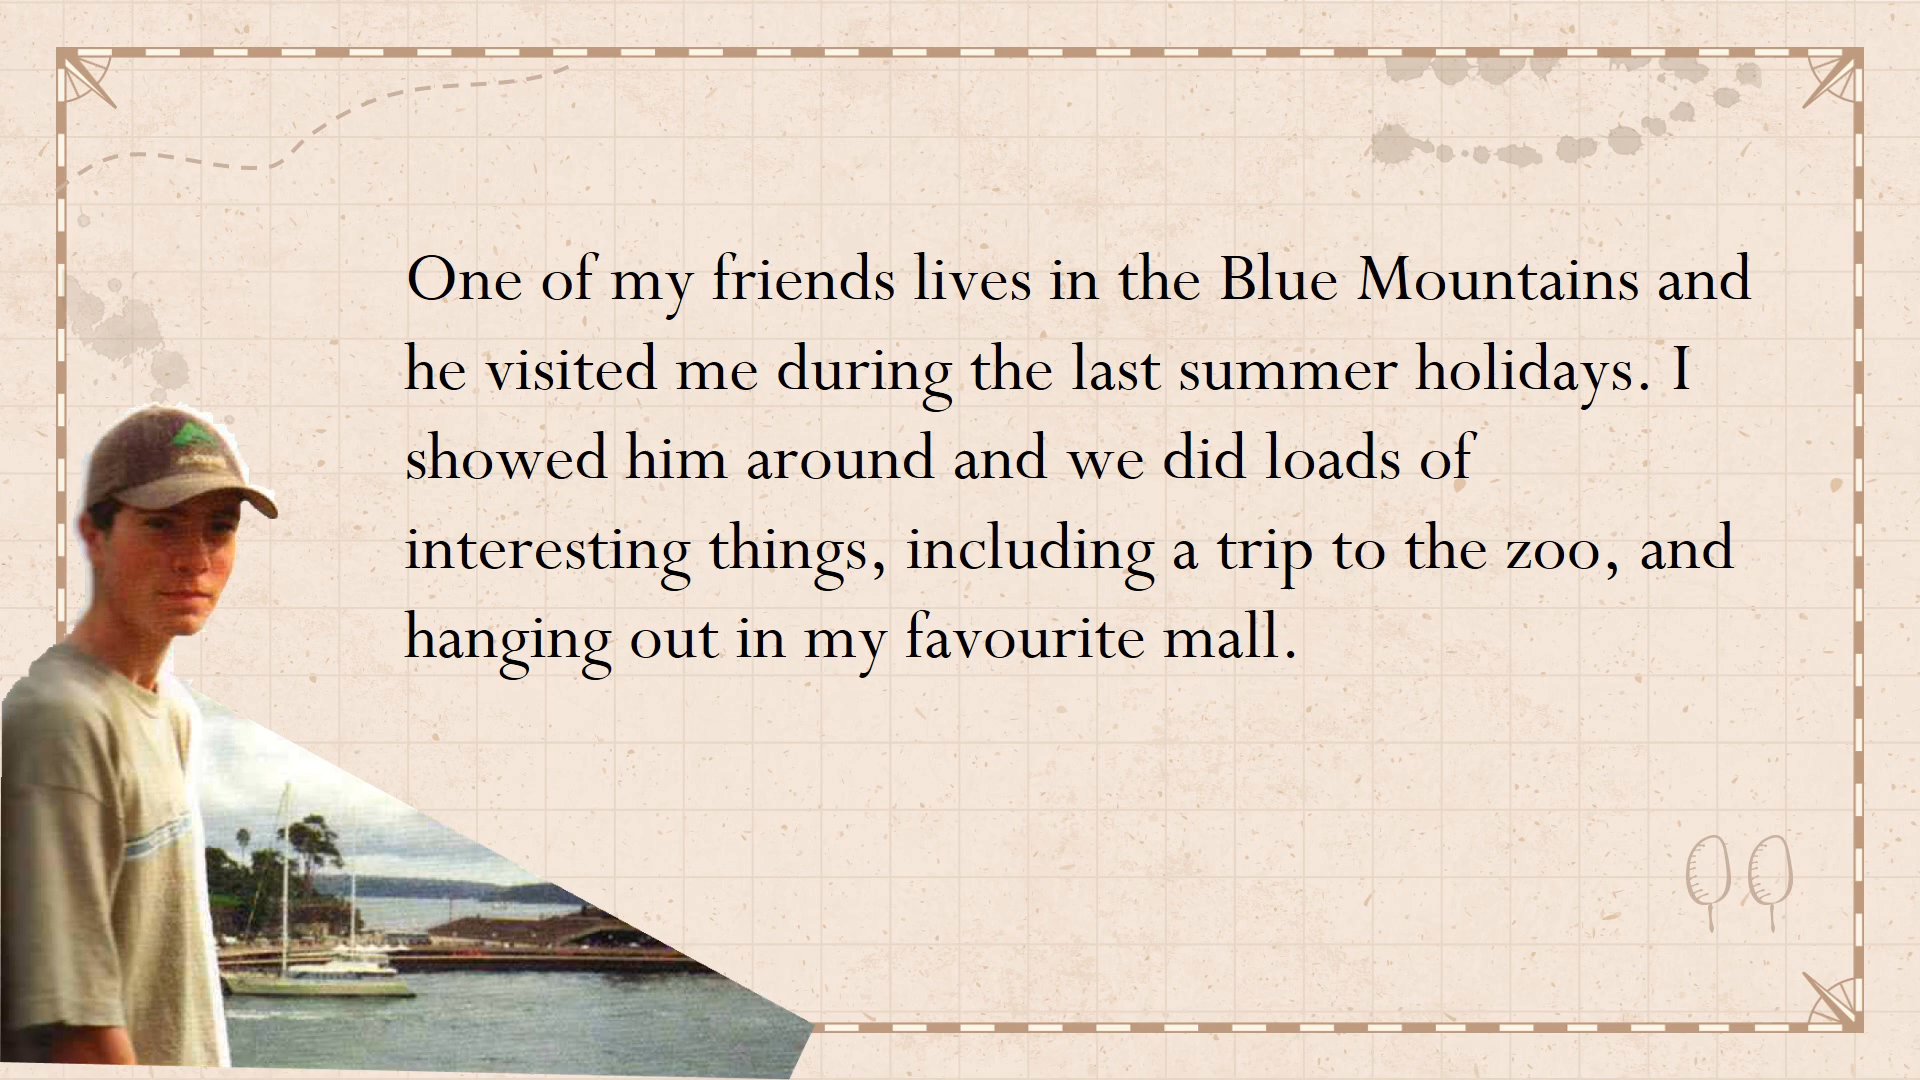 One of my friends lives in the Blue Mountains and
he visited me during the last summer holidays. I
showed him around and we did loads of
interesting things, including a trip to the zoo, and
hanging out in my favourite mall.